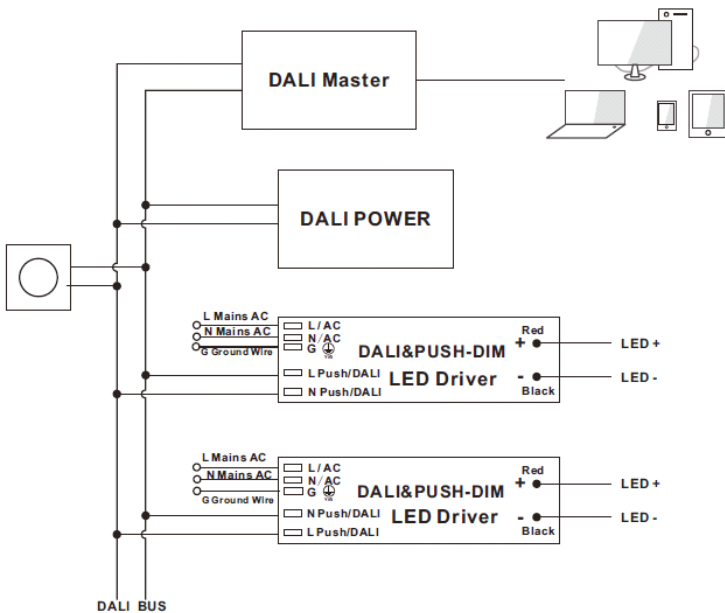 DALI Master
DALI POWER
L Mains AC
N Mains AC
G Ground Wire
L/AC
N/AC
G
L Push/DALI
N Push/DALI
DALI&PUSH-DIM
LED Driver
Red
+
-
Black
LED +
LED -
L Mains AC
N Mains AC
G Ground Wire
L/AC
N/AC
G
N Push/DALI
L Push/DALI
DALI&PUSH-DIM
LED Driver
Red
+
-
Black
LED +
LED -
DALI BUS